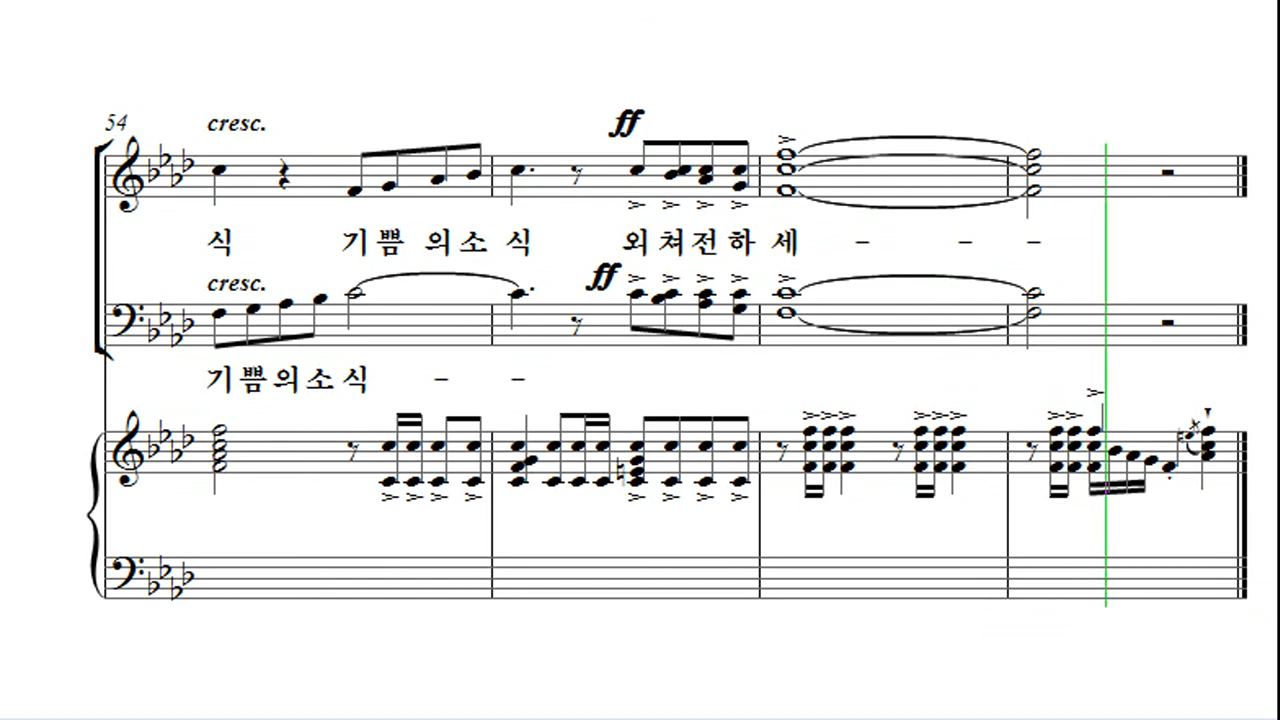 54
cresc.
ff
식 기 쁨 의 소 식 외 쳐 전 하 세 - - -
cresc.
ff
기 쁨 의 소 식 - -